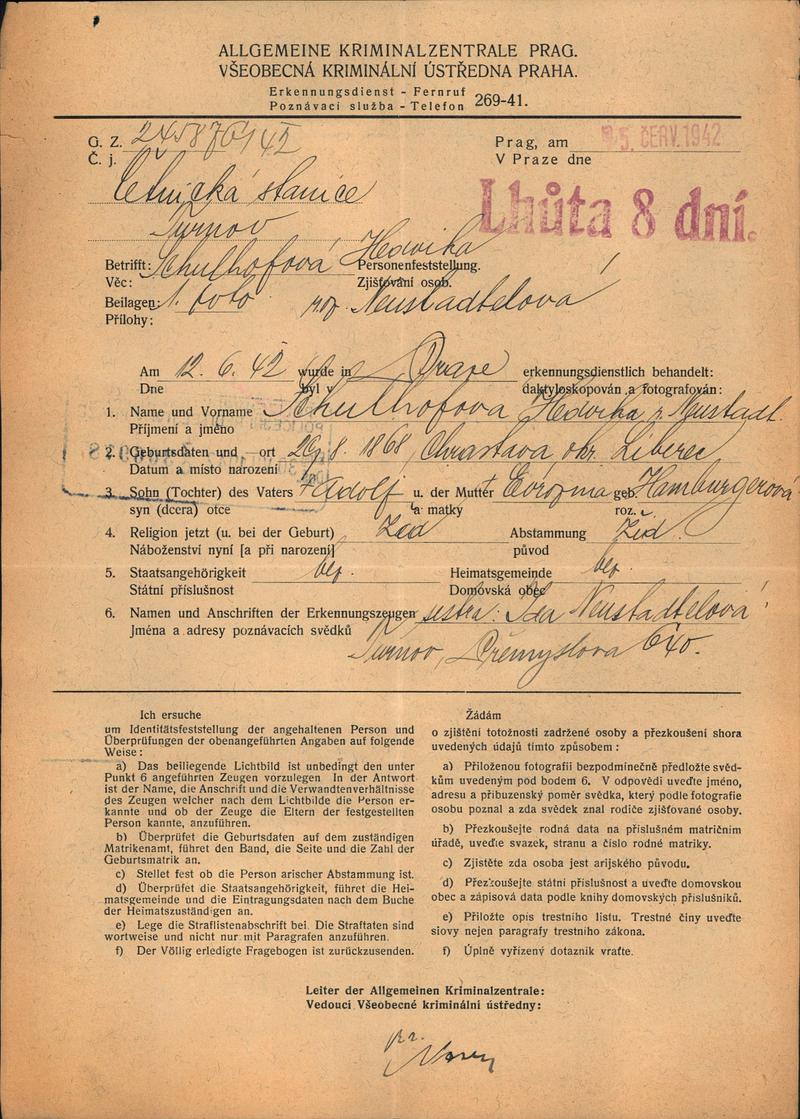 ALLGEMEINE KRIMINALZENTRALE PRAG.
VŠEOBECNÁ KRIMINÁLNÍ ÚSTŘEDNA PRAHA.
Erkennungsdienst - Fernruf
Poznávací služba - Telefon 269-41.
G. Z. 245876/42
Č. j.
Prag, am 15. ČERV. 1942
V Praze dne
četnická stanice
Turnov
Lhůta 8 dní.
Betrifft: Schulhofová Hedvika Personenfeststellung.
Věc: Zjišťování osob.
Beilagen: 1. foto roz. Neustadtelová
Přílohy:
Am 12. 6. 42 wurde in Praze erkennungsdienstlich behandelt:
Dne byl v daktyloskopován a fotografován:
1. Name und Vorname Schulhofova Hedvika r. Neustadt.
Příjmení a jméno
2. Geburtsdaten und -ort 29. 8. 1868, Chrastava, okr. Liberec
Datum a místo narození
3. Sohn (Tochter) des Vaters Adolf u. der Mutter geb. Hamburgerová
syn (dcera) otce a matky roz.
4. Religion jetzt (u. bei der Geburt) Žid Abstammung Žid.
Náboženství nyní [a při narození] původ
5. Staatsangehörigkeit Heimatsgemeinde
Státní příslušnost Domovská obec
6. Namen und Anschriften der Erkennungszeugen sestra: Ida Neustadtelová
Jména a adresy poznávacích svědků
Turnov, Přemyslova 640.
Ich ersuche
um Identitätsfeststellung der angehaltenen Person und
Überprüfungen der obenangeführten Angaben auf folgende
Weise:
a) Das beiliegende Lichtbild ist unbedingt den unter
Punkt 6 angeführten Zeugen vorzulegen. In der Antwort
ist der Name, die Anschrift und die Verwandtenverhältnisse
des Zeugen welcher nach dem Lichtbilde die Person er-
kannte und ob der Zeuge die Eltern der festgestellten
Person kannte, anzuführen.
b) Überprüfet die Geburtsdaten auf dem zuständigen
Matrikenamt, führet den Band, die Seite und die Zahl der
Geburtsmatrik an.
c) Stellet fest ob die Person arischer Abstammung ist.
d) Überprüfet die Staatsangehörigkeit, führet die Hei-
matsgemeinde und die Eintragungsdaten nach dem Buche
der Heimatszuständigen an.
e) Lege die Straflistenabschrift bei. Die Straftaten sind
wortweise und nicht nur mit Paragrafen anzuführen.
f) Der Völlig erledigte Fragebogen ist zurückzusenden.
Žádám
o zjištění totožnosti zadržené osoby a přezkoušení shora
uvedených údajů tímto způsobem :
a) Přiloženou fotografii bezpodmínečně předložte svěd-
kům uvedeným pod bodem 6. V odpovědi uveďte jméno,
adresu a příbuzenský poměr svědka, který podle fotografie
osobu poznal a zda svědek znal rodiče zjišťované osoby.
b) Přezkoušejte rodná data na příslušném matričním
úřadě, uveďte svazek, stranu a číslo rodné matriky.
c) Zjistěte zda osoba jest arijského původu.
d) Přezkoušejte státní příslušnost a uveďte domovskou
obec a zápisová data podle knihy domovských příslušníků.
e) Přiložte opis trestního listu. Trestné činy uveďte
slovy nejen paragrafy trestního zákona.
f) Úplně vyřízený dotazník vraťte.
Leiter der Allgemeinen Kriminalzentrale:
Vedoucí Všeobecné kriminální ústředny: